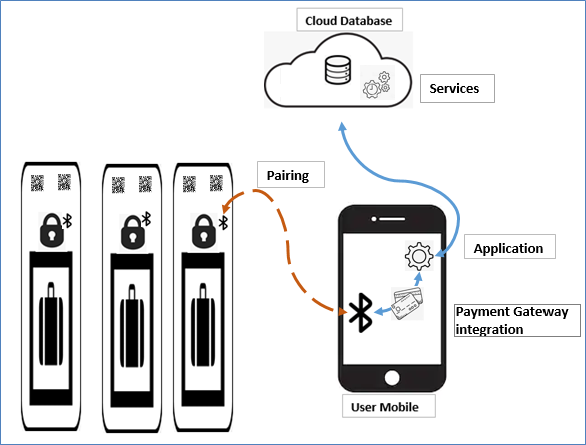 Cloud Database
Services
Pairing
Application
Payment Gateway
integration
User Mobile